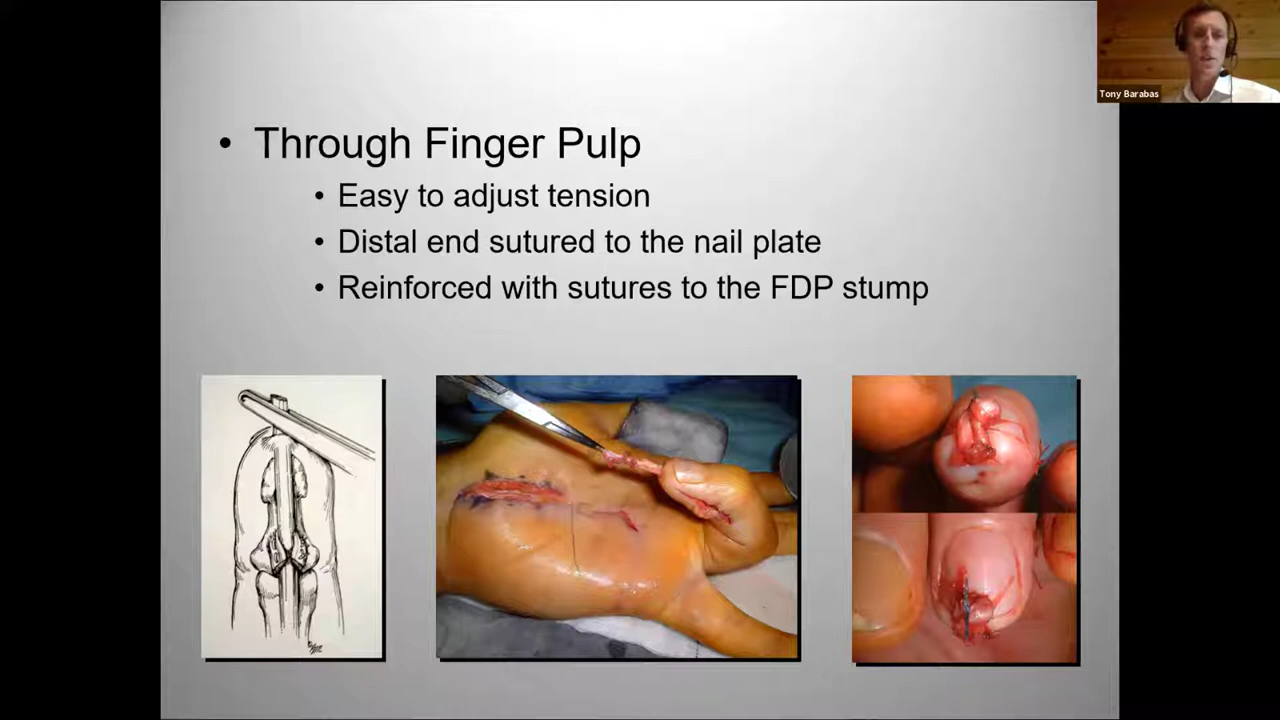 Tony Barabas
• Through Finger Pulp
• Easy to adjust tension
• Distal end sutured to the nail plate
• Reinforced with sutures to the FDP stump